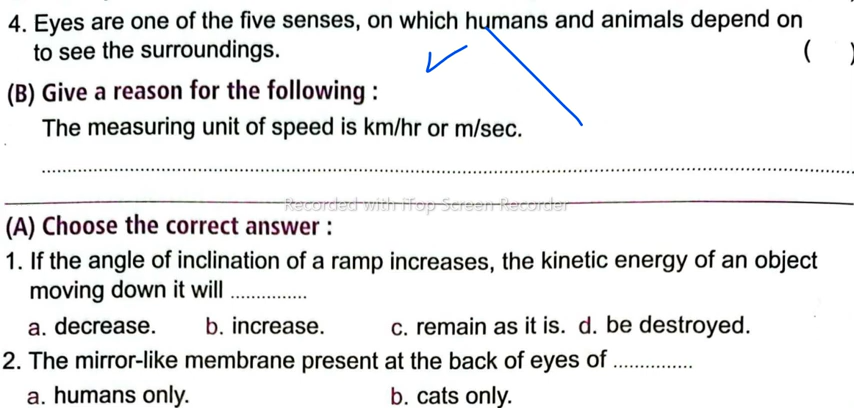 4. Eyes are one of the five senses, on which humans and animals depend on
to see the surroundings. ( )
(B) Give a reason for the following :
The measuring unit of speed is km/hr or m/sec.
Recorded with iTop Screen Recorder
(A) Choose the correct answer :
1. If the angle of inclination of a ramp increases, the kinetic energy of an object
moving down it will ...............
a. decrease. b. increase. c. remain as it is. d. be destroyed.
2. The mirror-like membrane present at the back of eyes of ...............
a. humans only. b. cats only.